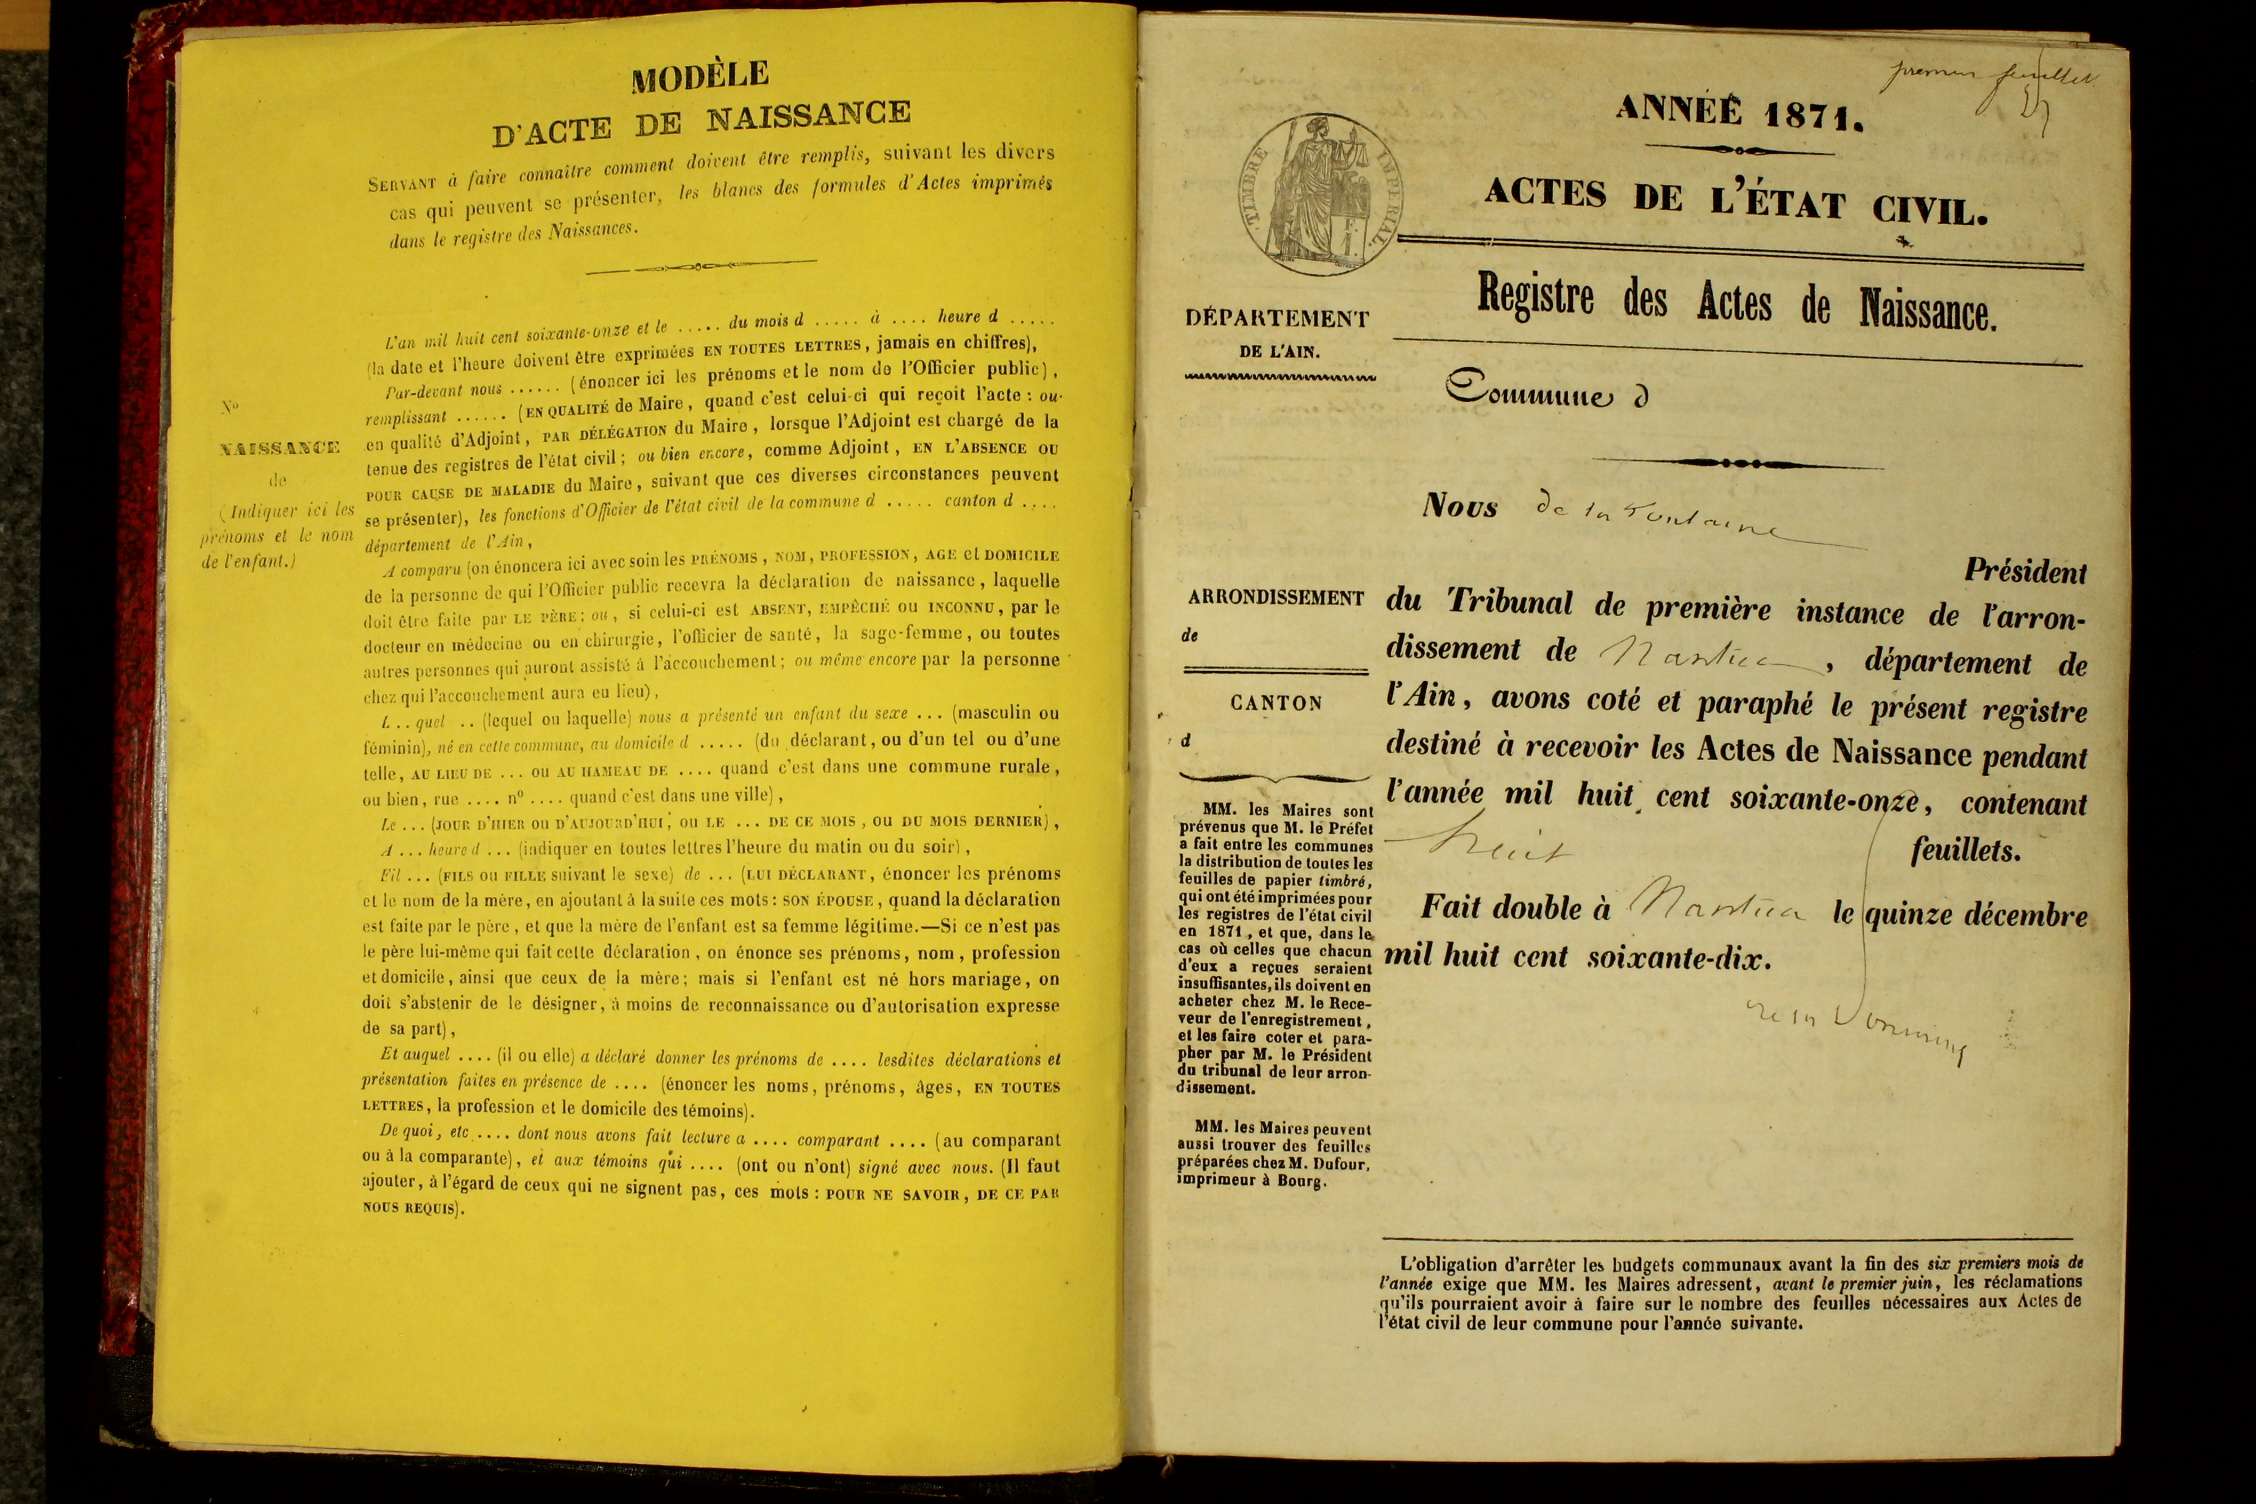 MODÈLE
D'ACTE DE NAISSANCE
SERVANT à faire connaître comment doivent être remplis, suivant les divers
cas qui peuvent se présenter, les blancs des formules d'Actes imprimés
dans le registre des Naissances.
L'an mil huit cent soixante-onze et le ..... du mois d ..... à .... heure d .....
(la date et l'heure doivent être exprimées EN TOUTES LETTRES, jamais en chiffres),
Par-devant nous ...... (énoncer ici les prénoms et le nom de l'Officier public),
remplissant ...... (EN QUALITÉ de Maire, quand c'est celui-ci qui reçoit l'acte : ou
en qualité d'Adjoint, PAR DÉLÉGATION du Maire, lorsque l'Adjoint est chargé de la
tenue des registres de l'état civil; ou bien encore, comme Adjoint, EN L'ABSENCE OU
POUR CAUSE DE MALADIE du Maire, suivant que ces diverses circonstances peuvent
se présenter), les fonctions d'Officier de l'état civil de la commune d ..... canton d ....
département de l'Ain,
A comparu (on énoncera ici avec soin les PRÉNOMS, NOM, PROFESSION, AGE et DOMICILE
de la personne de qui l'Officier public recevra la déclaration de naissance, laquelle
doit être faite par LE PÈRE; ou, si celui-ci est ABSENT, EMPÊCHÉ OU INCONNU, par le
docteur en médecine ou en chirurgie, l'officier de santé, la sage-femme, ou toutes
autres personnes qui auront assisté à l'accouchement; ou même encore par la personne
chez qui l'accouchement aura eu lieu),
L .. quel .. (lequel ou laquelle) nous a présenté un enfant du sexe ... (masculin ou
féminin), né en cette commune, au domicile d ..... (du déclarant, ou d'un tel ou d'une
telle, AU LIEU DE ... OU AU HAMEAU DE .... quand c'est dans une commune rurale,
ou bien, rue .... nº .... quand c'est dans une ville),
Le ... (JOUR D'HIER OU D'AUJOURD'HUI, OU LE ... DE CE MOIS, OU DU MOIS DERNIER),
A ... heure d ... (indiquer en toutes lettres l'heure du matin ou du soir),
Fil ... (FILS OU FILLE suivant le sexe) de ... (LUI DÉCLARANT, énoncer les prénoms
et le nom de la mère, en ajoutant à la suite ces mots : SON ÉPOUSE, quand la déclaration
est faite par le père, et que la mère de l'enfant est sa femme légitime.—Si ce n'est pas
le père lui-même qui fait cette déclaration, on énonce ses prénoms, nom, profession
et domicile, ainsi que ceux de la mère; mais si l'enfant est né hors mariage, on
doit s'abstenir de le désigner, à moins de reconnaissance ou d'autorisation expresse
de sa part),
Et auquel .... (il ou elle) a déclaré donner les prénoms de .... lesdites déclarations et
présentation faites en présence de .... (énoncer les noms, prénoms, âges, EN TOUTES
LETTRES, la profession et le domicile des témoins).
De quoi, etc .... dont nous avons fait lecture a .... comparant .... (au comparant
ou à la comparante), et aux témoins qui .... (ont ou n'ont) signé avec nous. (Il faut
ajouter, à l'égard de ceux qui ne signent pas, ces mots : POUR NE SAVOIR, DE CE PAR
NOUS REQUIS).
Nº
NAISSANCE
de
(Indiquer ici les
prénoms et le nom
de l'enfant.)
premier feuillet
ANNÉE 1871.
ACTES DE L'ÉTAT CIVIL.
TIMBRE IMPÉRIAL.
Registre des Actes de Naissance.
DÉPARTEMENT
DE L'AIN.
Commune d
Nous de la Fontaine
Président
du Tribunal de première instance de l'arron-
dissement de Nantua, département de
l'Ain, avons coté et paraphé le présent registre
destiné à recevoir les Actes de Naissance pendant
l'année mil huit cent soixante-onze, contenant
huit feuillets.
Fait double à Nantua le quinze décembre
mil huit cent soixante-dix.
ARRONDISSEMENT
de
CANTON
d
MM. les Maires sont
prévenus que M. le Préfet
a fait entre les communes
la distribution de toutes les
feuilles de papier timbré,
qui ont été imprimées pour
les registres de l'état civil
en 1871, et que, dans le
cas où celles que chacun
d'eux a reçues seraient
insuffisantes, ils doivent en
acheter chez M. le Rece-
veur de l'enregistrement,
et les faire coter et para-
pher par M. le Président
du tribunal de leur arron-
dissement.
MM. les Maires peuvent
aussi trouver des feuilles
préparées chez M. Dufour,
imprimeur à Bourg.
L'obligation d'arrêter les budgets communaux avant la fin des six premiers mois de
l'année exige que MM. les Maires adressent, avant le premier juin, les réclamations
qu'ils pourraient avoir à faire sur le nombre des feuilles nécessaires aux Actes de
l'état civil de leur commune pour l'année suivante.